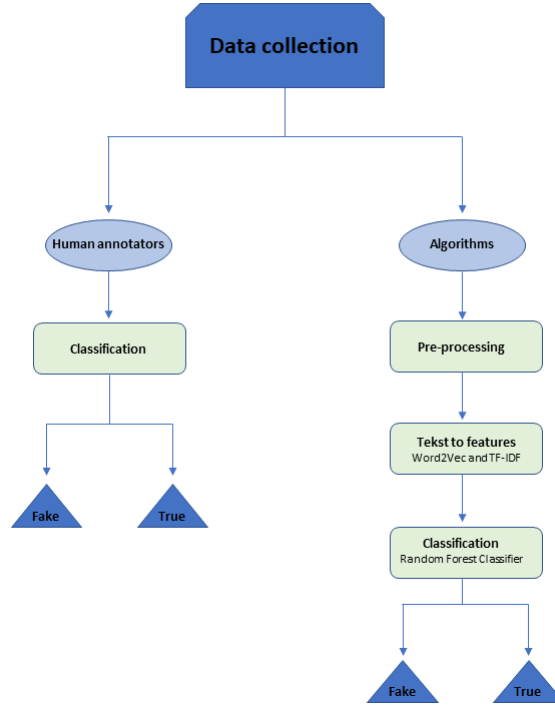 Data collection
Human annotators
Algorithms
Classification
Pre-processing
Tekst to features
Word2Vec and TF-IDF
Fake
True
Classification
Random Forest Classifier
Fake
True